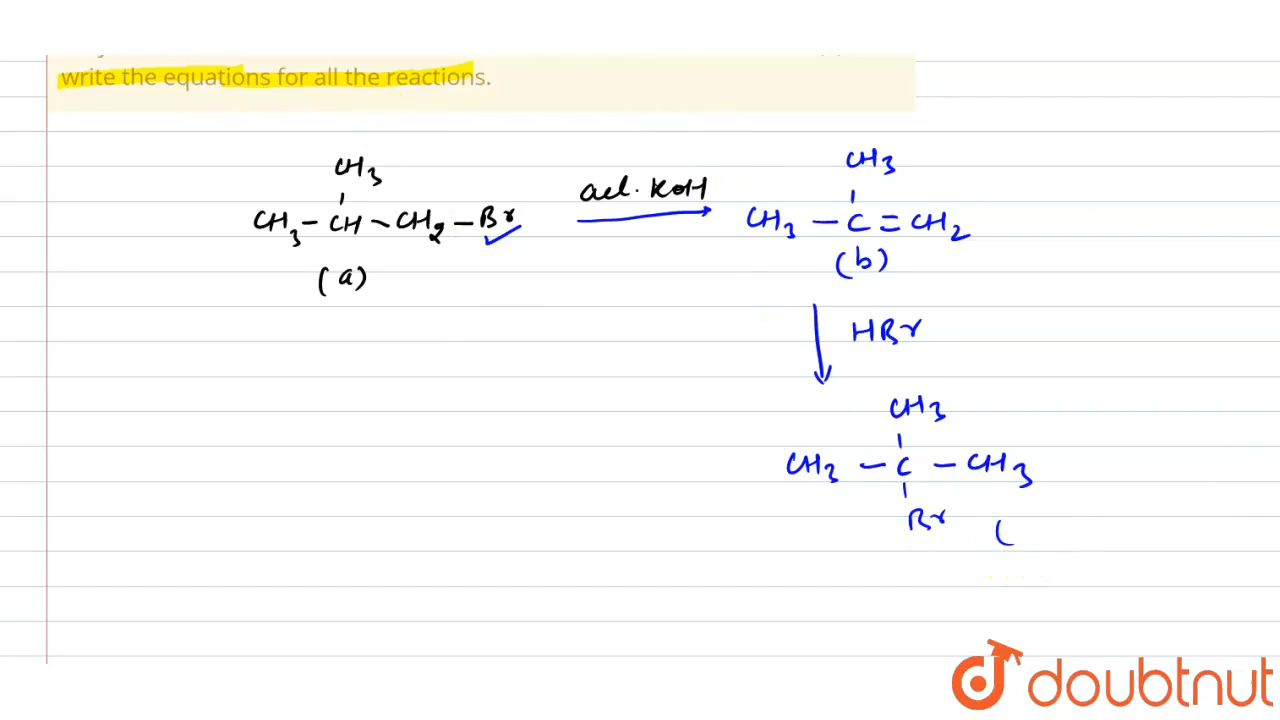 write the equations for all the reactions.
CH3
CH3 - CH - CH2 - Br
(a)
acl. KOH
CH3
CH3 - C = CH2
(b)
HBr
CH3
CH3 - C - CH3
Br
(
doubtnut